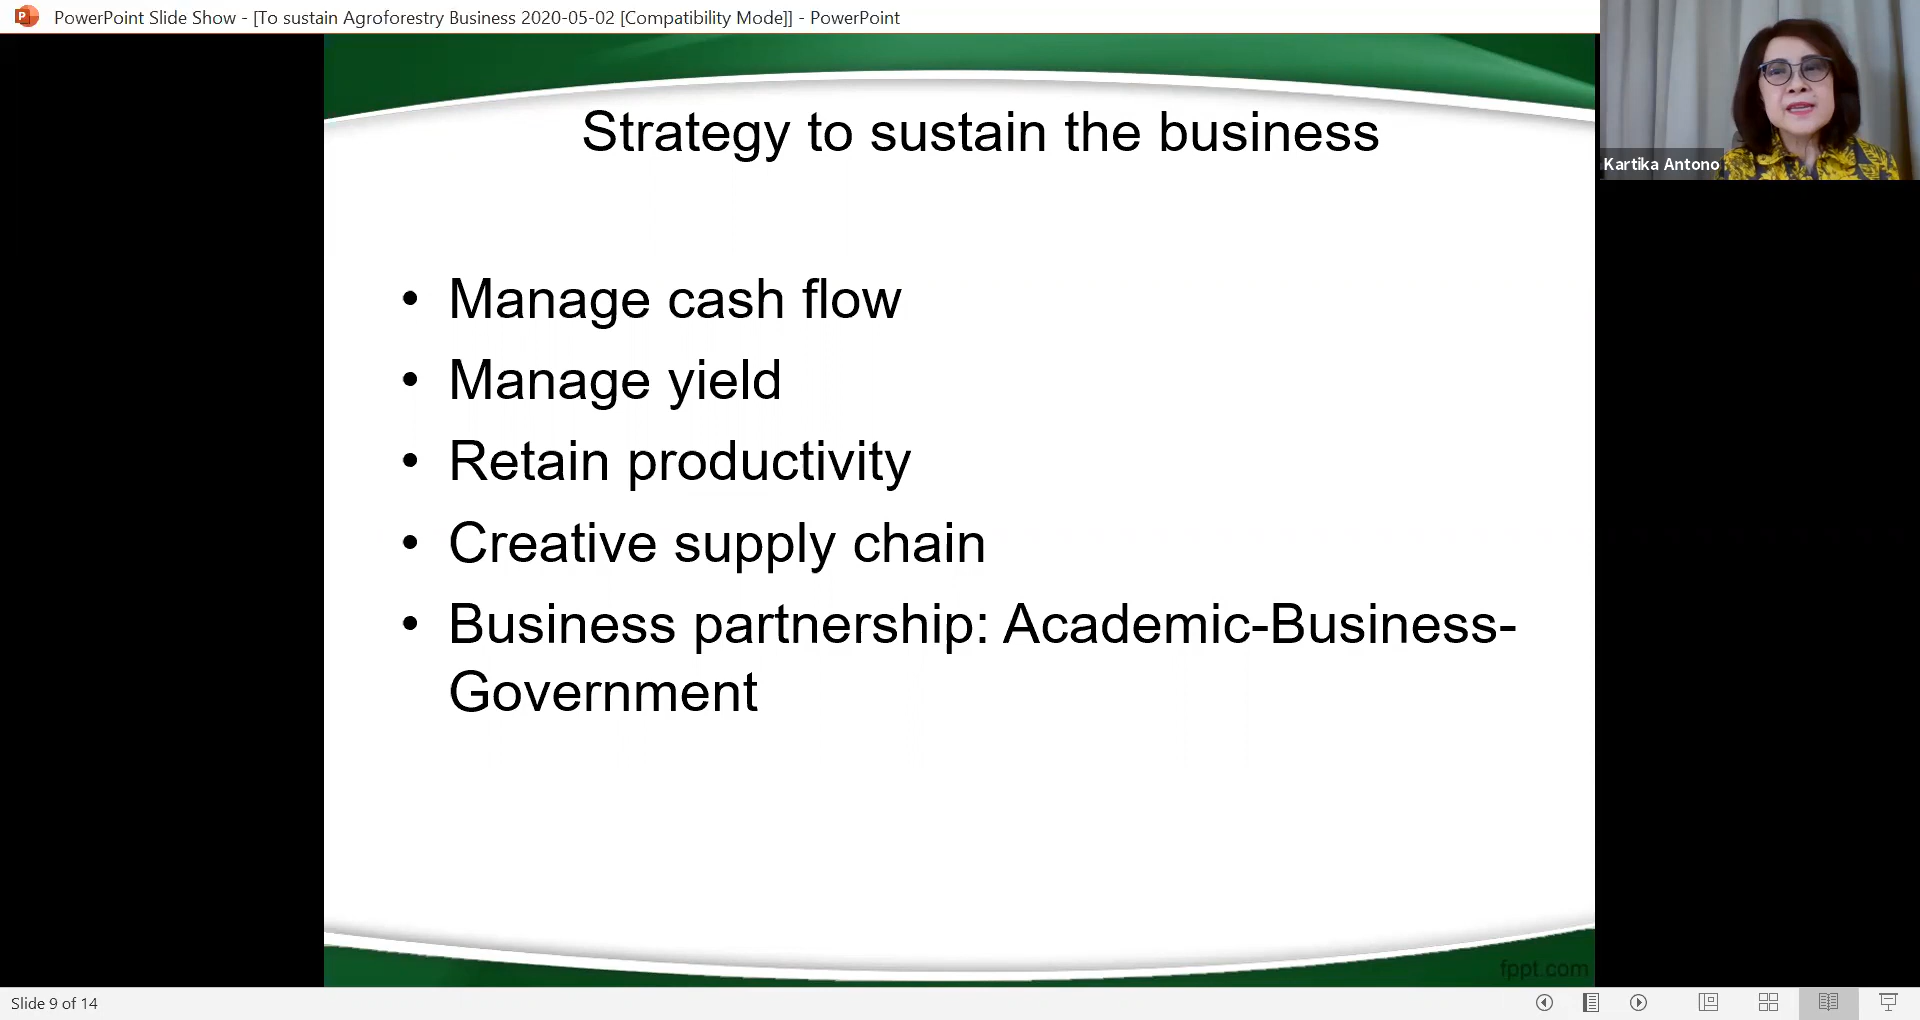 PowerPoint Slide Show - [To sustain Agroforestry Business 2020-05-02 [Compatibility Mode]] - PowerPoint
Kartika Antono
Strategy to sustain the business
• Manage cash flow
• Manage yield
• Retain productivity
• Creative supply chain
• Business partnership: Academic-Business-
Government
fppt.com
Slide 9 of 14